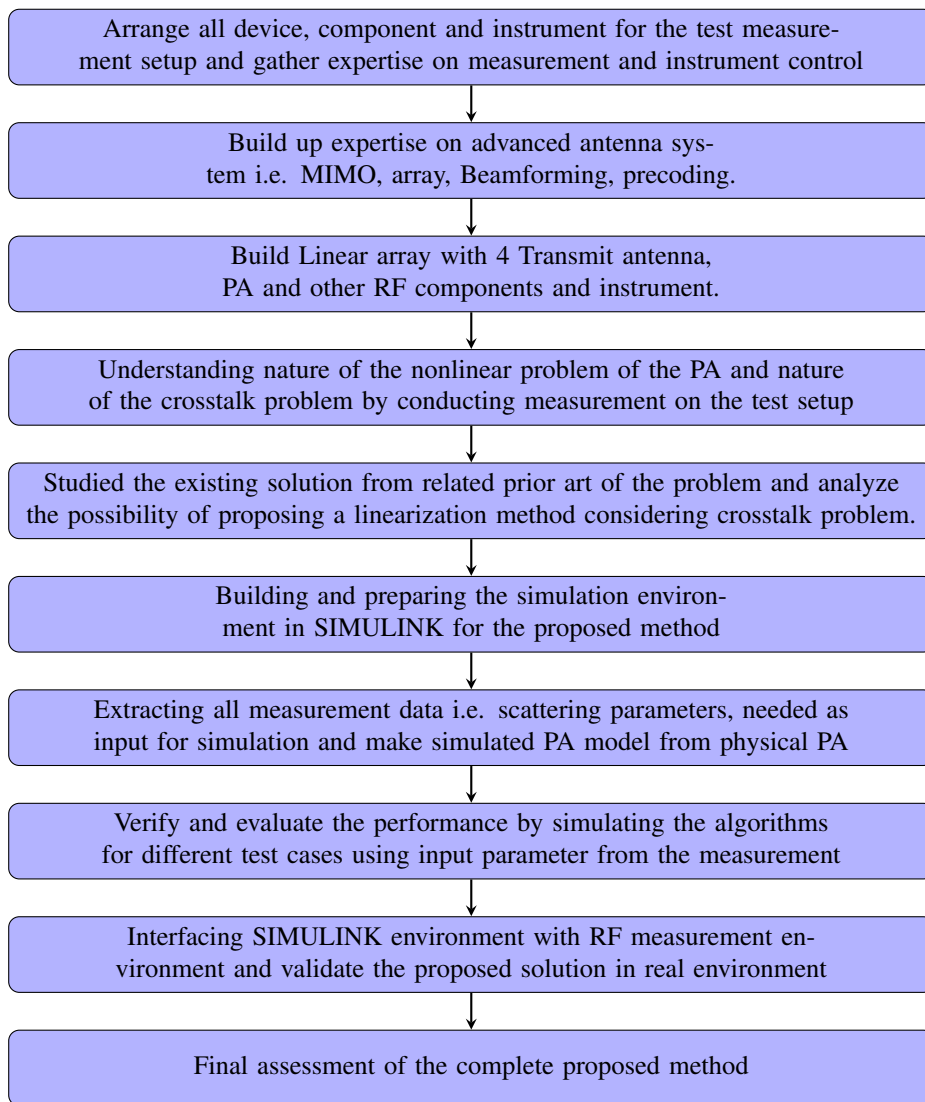 Arrange all device, component and instrument for the test measure-
ment setup and gather expertise on measurement and instrument control
Build up expertise on advanced antenna sys-
tem i.e. MIMO, array, Beamforming, precoding.
Build Linear array with 4 Transmit antenna,
PA and other RF components and instrument.
Understanding nature of the nonlinear problem of the PA and nature
of the crosstalk problem by conducting measurement on the test setup
Studied the existing solution from related prior art of the problem and analyze
the possibility of proposing a linearization method considering crosstalk problem.
Building and preparing the simulation environ-
ment in SIMULINK for the proposed method
Extracting all measurement data i.e. scattering parameters, needed as
input for simulation and make simulated PA model from physical PA
Verify and evaluate the performance by simulating the algorithms
for different test cases using input parameter from the measurement
Interfacing SIMULINK environment with RF measurement en-
vironment and validate the proposed solution in real environment
Final assessment of the complete proposed method